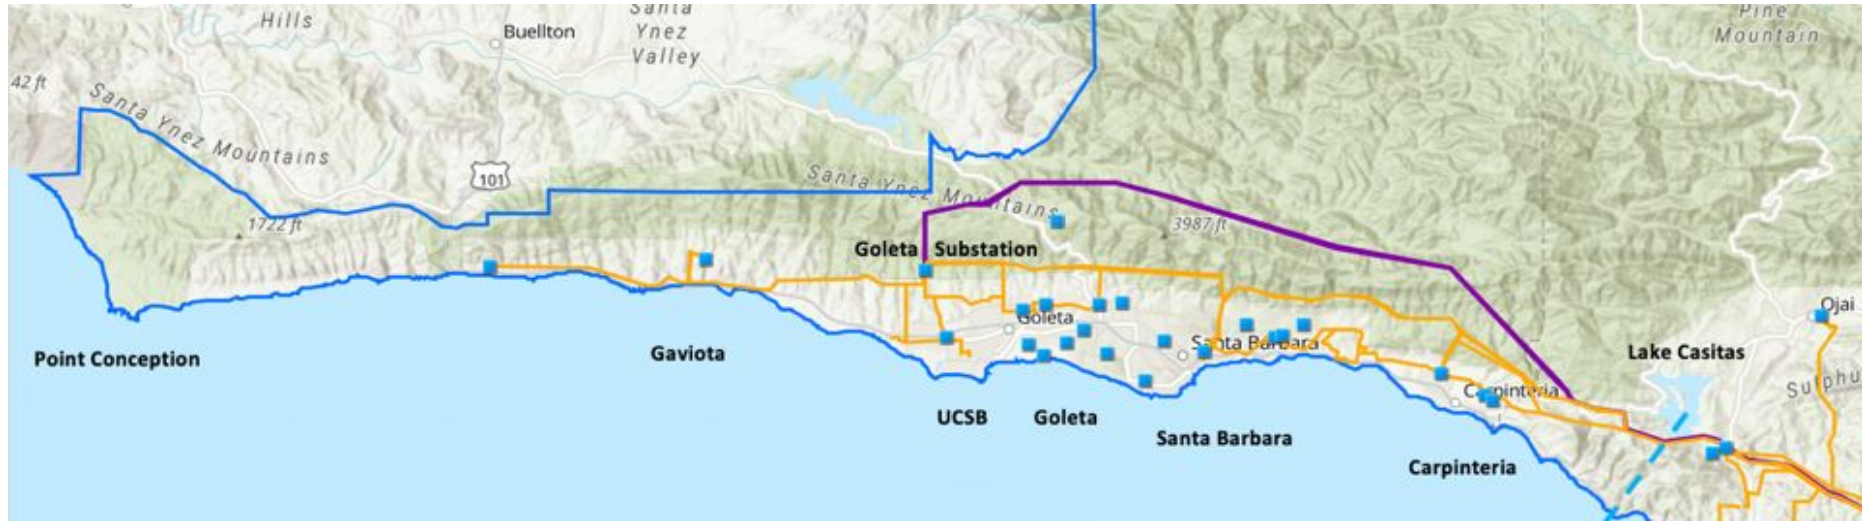 Hills
Buellton
Santa
Ynez
Valley
Pine
Mountain
42 ft
Santa Ynez Mountains
101
Santa Ynez Mountains
1722 ft
3987 ft
Goleta Substation
Goleta
Santa Barbara
Ojai
Lake Casitas
Point Conception
Gaviota
Carpinteria
UCSB
Goleta
Santa Barbara
Carpinteria